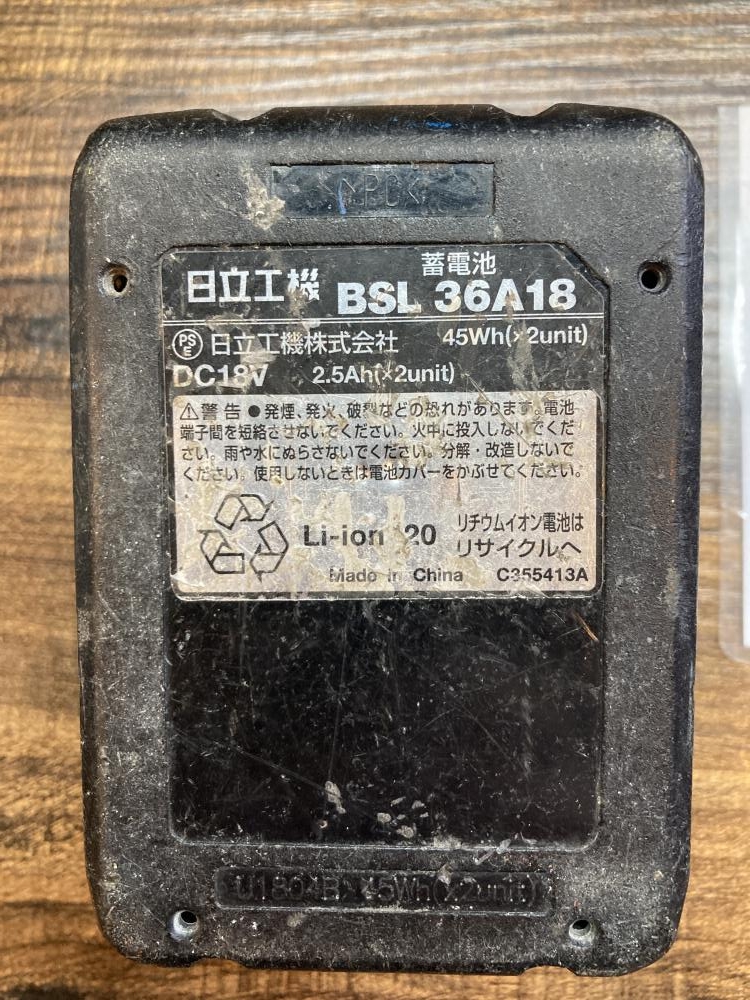 >PC<
蓄電池
日立工機 BSL 36A18
PS E 日立工機株式会社 45Wh(×2unit)
DC18V 2.5Ah(×2unit)
⚠警告 ●発煙、発火、破裂などの恐れがあります。電池
端子間を短絡させないでください。火中に投入しないでくだ
さい。雨や水にぬらさないでください。分解・改造しないで
ください。使用しないときは電池カバーをかぶせてください。
Li-ion 20 リチウムイオン電池は
リサイクルへ
Made in China C355413A
U1804B 45Wh(×2unit)